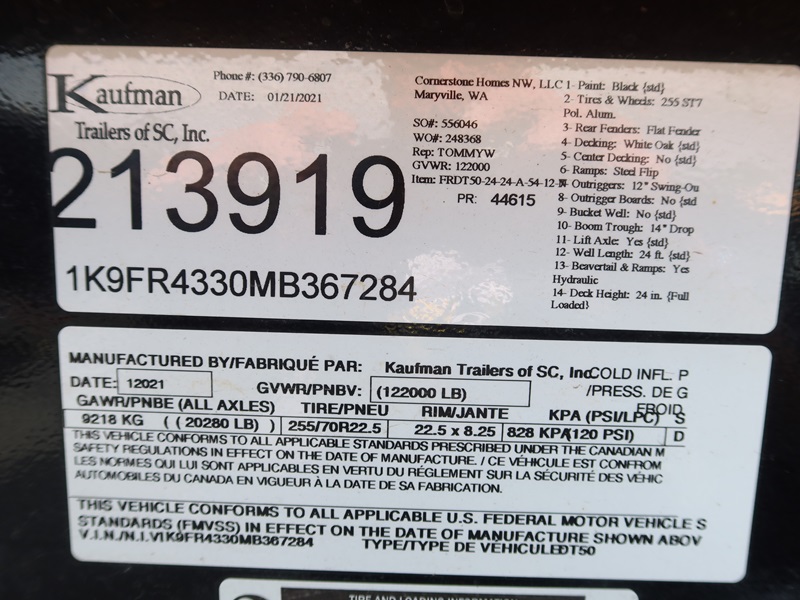 Kaufman
Trailers of SC, Inc.
Phone #: (336) 790-6807
DATE: 01/21/2021
213919
1K9FR4330MB367284
Cornerstone Homes NW, LLC
Maryville, WA
SO#: 556046
WO#: 248368
Rep: TOMMYW
GVWR: 122000
Item: FRDT50-24-24-A-54-12-
PR: 44615
1- Paint: Black {std}
2- Tires & Wheels: 255 ST7
Pol. Alum.
3- Rear Fenders: Flat Fender
4- Decking: White Oak {std}
5- Center Decking: No {std}
6- Ramps: Steel Flip
Outriggers: 12" Swing-Ou
8- Outrigger Boards: No {std
9- Bucket Well: No {std}
10- Boom Trough: 14" Drop
11- Lift Axle: Yes {std}
12- Well Length: 24 ft. {std}
13- Beavertail & Ramps: Yes
Hydraulic
14- Deck Height: 24 in. {Full
Loaded}
MANUFACTURED BY/FABRIQUÉ PAR: Kaufman Trailers of SC, Inc COLD INFL. P
DATE: 12021 GVWR/PNBV: (122000 LB) /PRESS. DE G
FROID
GAWR/PNBE (ALL AXLES) TIRE/PNEU RIM/JANTE KPA (PSI/LPC) S
9218 KG ( (20280 LB) ) 255/70R22.5 22.5 x 8.25 828 KPA (120 PSI) D
THIS VEHICLE CONFORMS TO ALL APPLICABLE STANDARDS PRESCRIBED UNDER THE CANADIAN M
SAFETY REGULATIONS IN EFFECT ON THE DATE OF MANUFACTURE. / CE VÉHICULE EST CONFROM
LES NORMES QUI LUI SONT APPLICABLES EN VERTU DU RÉGLEMENT SUR LA SÉCURITÉ DES VÉHIC
AUTOMOBILES DU CANADA EN VIGUEUR À LA DATE DE SA FABRICATION.
THIS VEHICLE CONFORMS TO ALL APPLICABLE U.S. FEDERAL MOTOR VEHICLE S
STANDARDS (FMVSS) IN EFFECT ON THE DATE OF MANUFACTURE SHOWN ABOV
V.I.N./N.I.V 1K9FR4330MB367284 TYPE/TYPE DE VÉHICULE DT50
TIRE AND LOADING INFORMATION